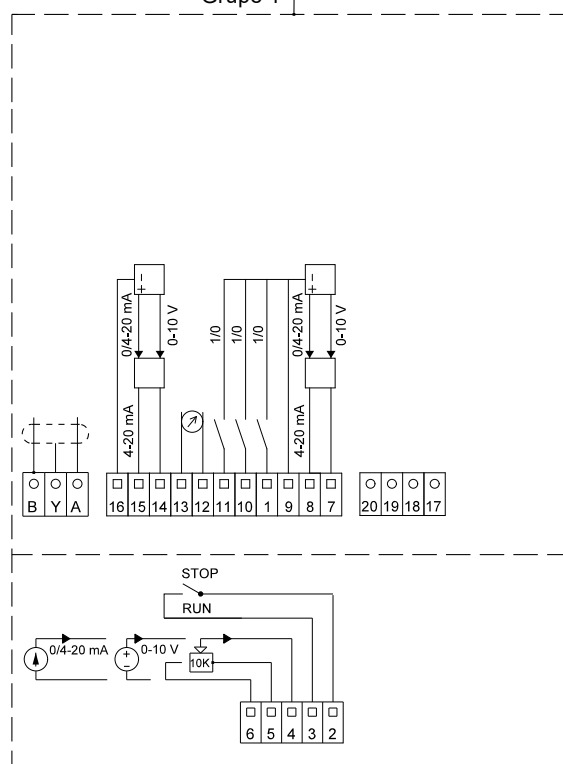 - +
- +
0/4-20 mA
0-10 V
1/0
1/0
1/0
0/4-20 mA
0-10 V
4-20 mA
4-20 mA
B Y A
16 15 14 13 12 11 10 1 9 8 7
20 19 18 17
STOP
RUN
0/4-20 mA
+ -
0-10 V
10K
6 5 4 3 2